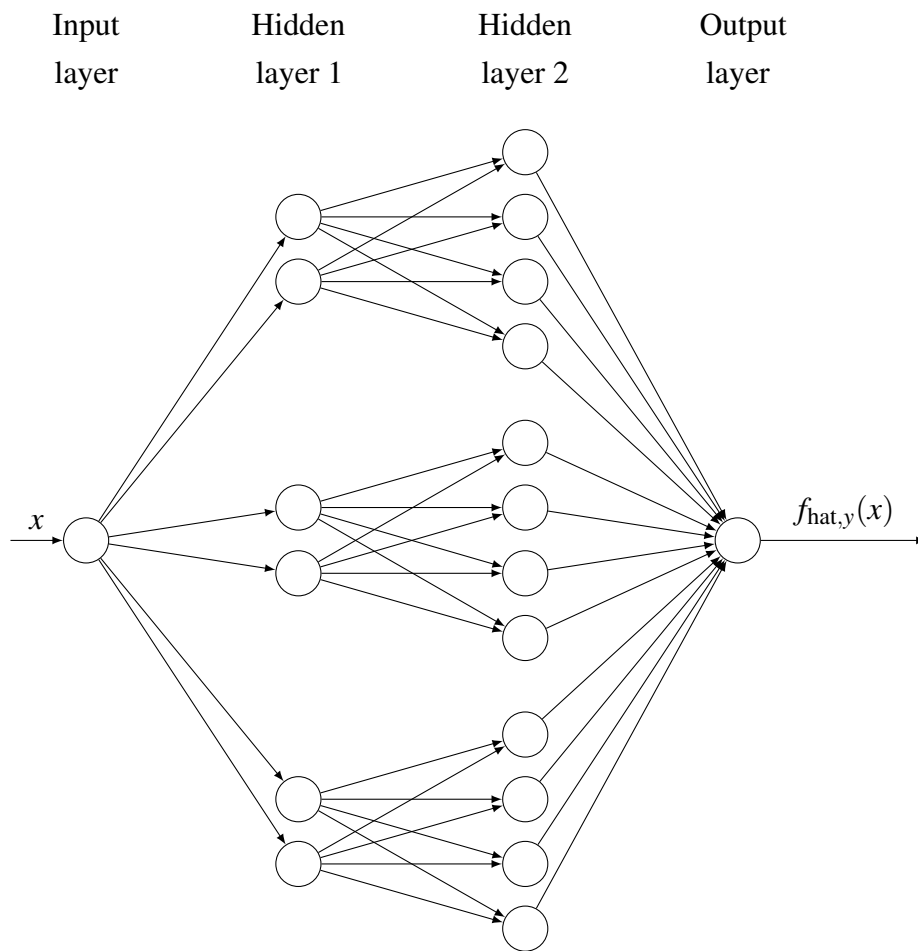 Input layer
Hidden layer 1
Hidden layer 2
Output layer
x
f_hat,y(x)